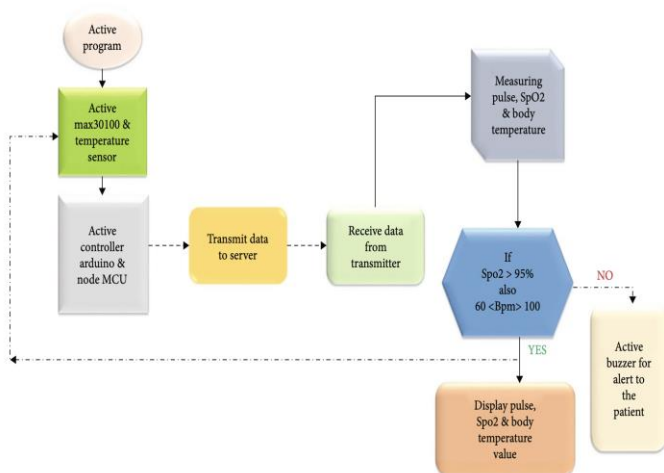 Active
program
Active
max30100 &
temperature
sensor
Active
controller
arduino &
node MCU
Transmit data
to server
Receive data
from
transmitter
Measuring
pulse, SpO2
& body
temperature
If
Spo2 > 95%
also
60 <Bpm> 100
NO
YES
Active
buzzer for
alert to
the
patient
Display pulse,
Spo2 & body
temperature
value